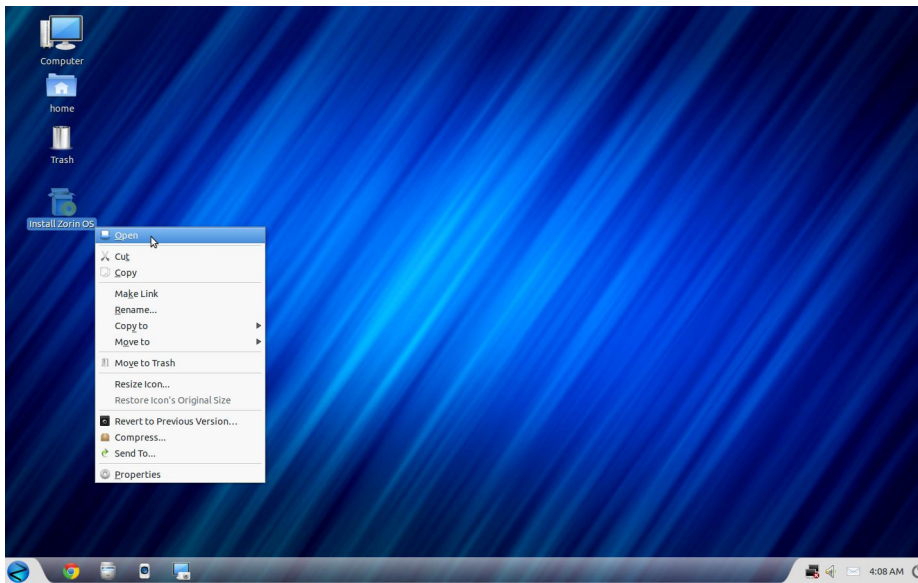 Computer
home
Trash
Install Zorin OS
Open
Cut
Copy
Make Link
Rename...
Copy to
Move to
Move to Trash
Resize Icon...
Restore Icon's Original Size
Revert to Previous Version...
Compress...
Send To...
Properties
4:08 AM